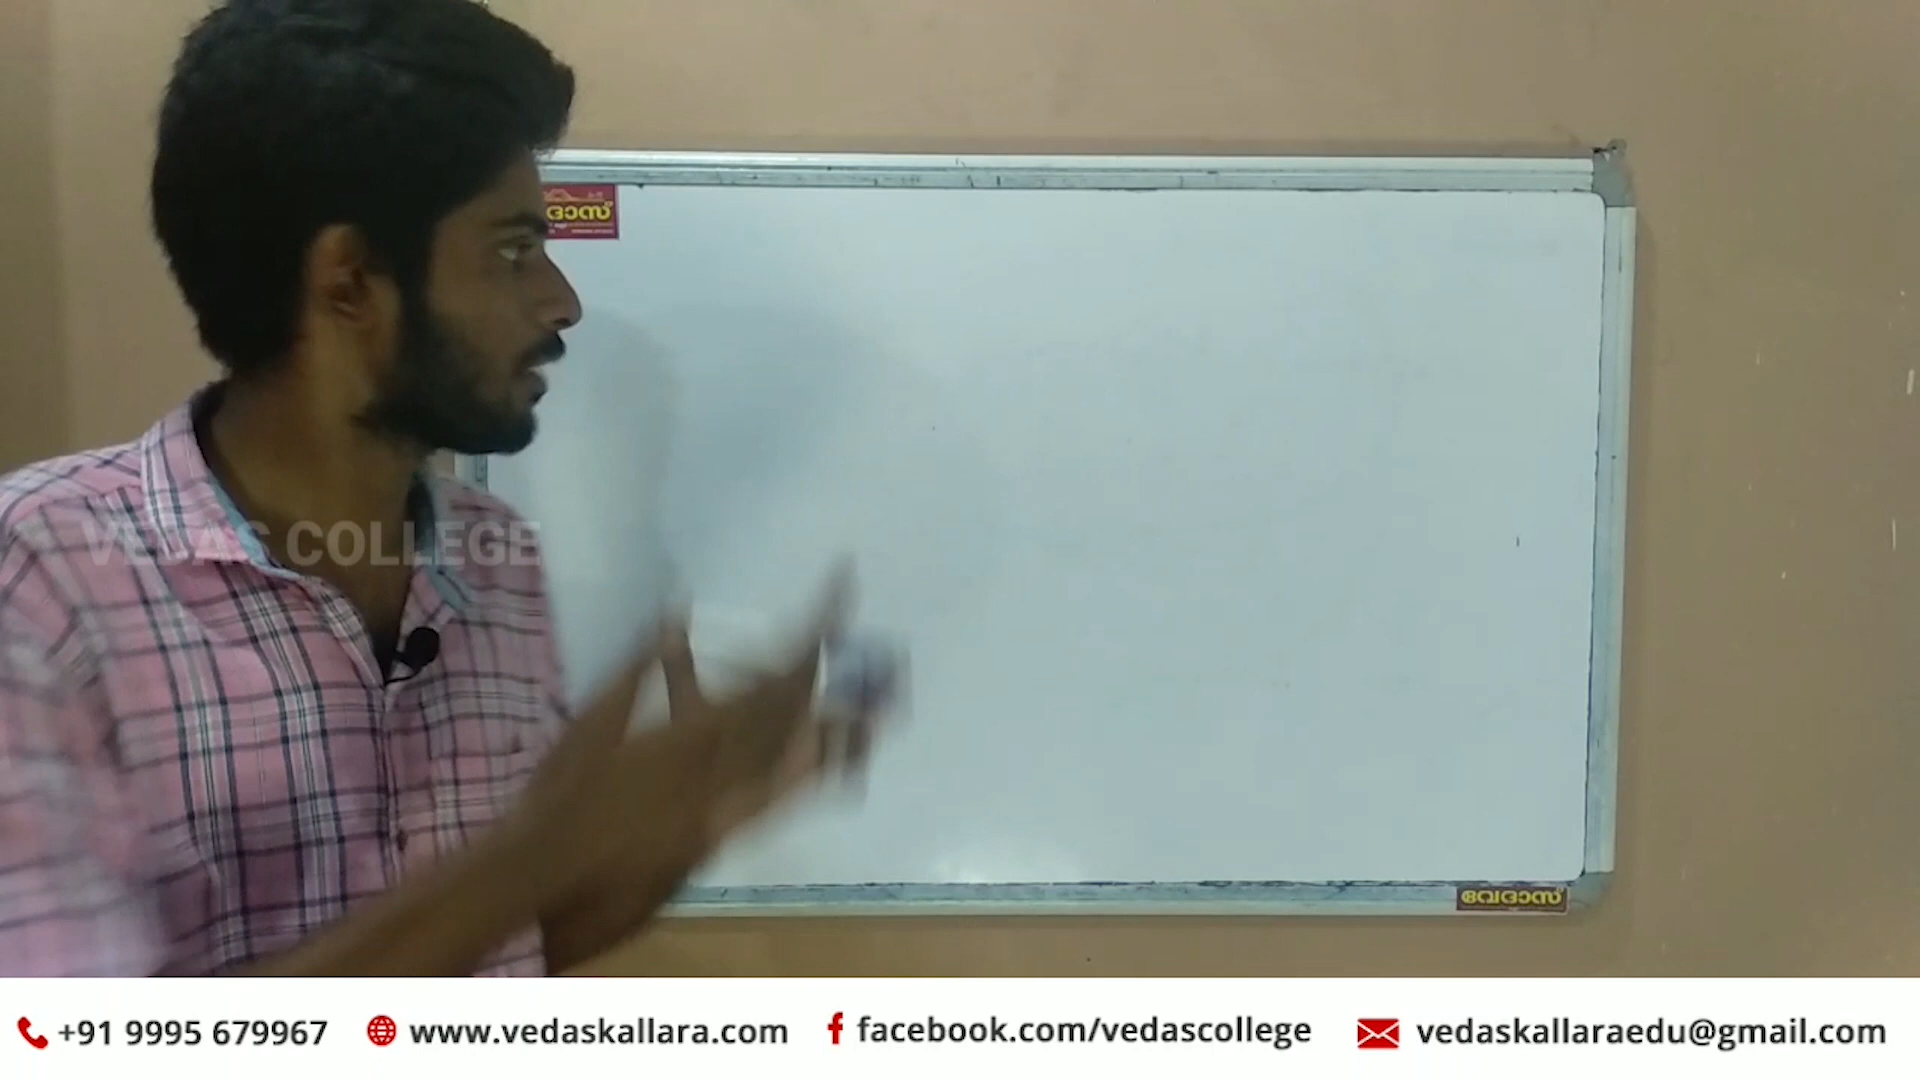 ദാസ്
VEDAS COLLEGE
വേദാസ്
+91 9995 679967 www.vedaskallara.com facebook.com/vedascollege vedaskallaraedu@gmail.com